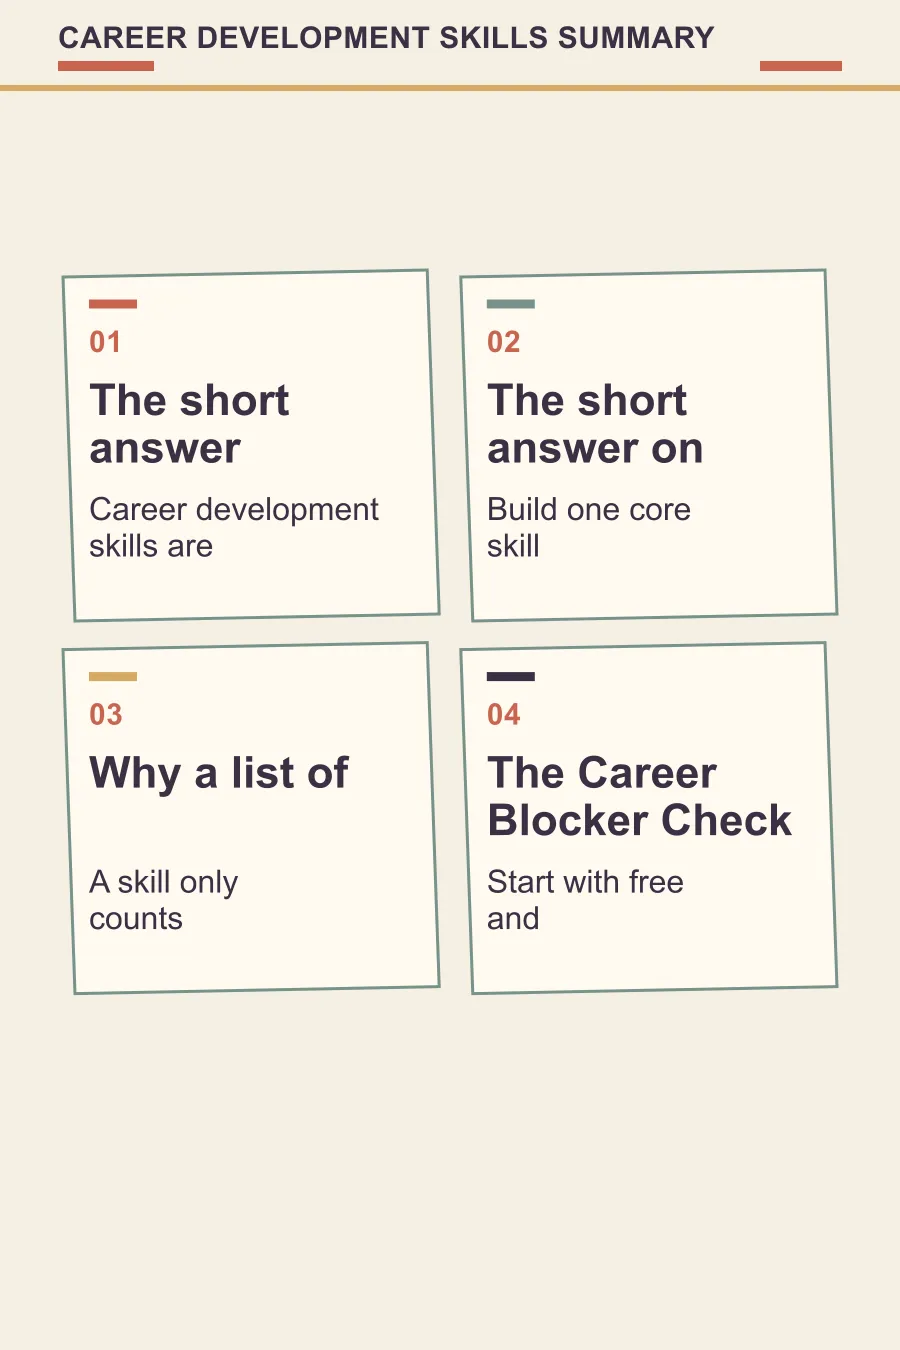 CAREER DEVELOPMENT SKILLS SUMMARY
01
The short
answer
Career development
skills are
02
The short
answer on
Build one core
skill
03
Why a list of
A skill only
counts
04
The Career
Blocker Check
Start with free
and